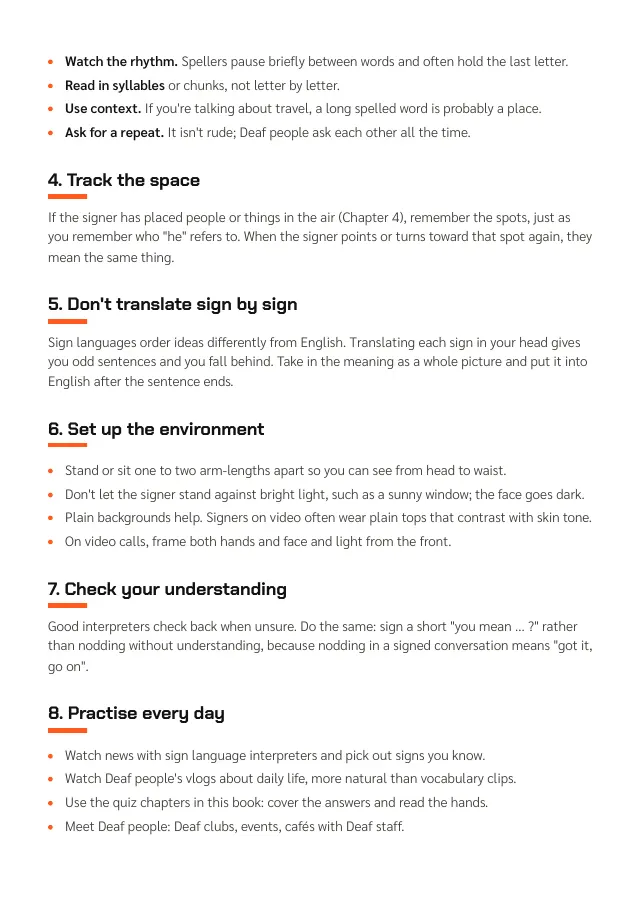 • Watch the rhythm. Spellers pause briefly between words and often hold the last letter.
• Read in syllables or chunks, not letter by letter.
• Use context. If you're talking about travel, a long spelled word is probably a place.
• Ask for a repeat. It isn't rude; Deaf people ask each other all the time.
4. Track the space
If the signer has placed people or things in the air (Chapter 4), remember the spots, just as
you remember who "he" refers to. When the signer points or turns toward that spot again, they
mean the same thing.
5. Don't translate sign by sign
Sign languages order ideas differently from English. Translating each sign in your head gives
you odd sentences and you fall behind. Take in the meaning as a whole picture and put it into
English after the sentence ends.
6. Set up the environment
• Stand or sit one to two arm-lengths apart so you can see from head to waist.
• Don't let the signer stand against bright light, such as a sunny window; the face goes dark.
• Plain backgrounds help. Signers on video often wear plain tops that contrast with skin tone.
• On video calls, frame both hands and face and light from the front.
7. Check your understanding
Good interpreters check back when unsure. Do the same: sign a short "you mean ... ?" rather
than nodding without understanding, because nodding in a signed conversation means "got it,
go on".
8. Practise every day
• Watch news with sign language interpreters and pick out signs you know.
• Watch Deaf people's vlogs about daily life, more natural than vocabulary clips.
• Use the quiz chapters in this book: cover the answers and read the hands.
• Meet Deaf people: Deaf clubs, events, cafés with Deaf staff.